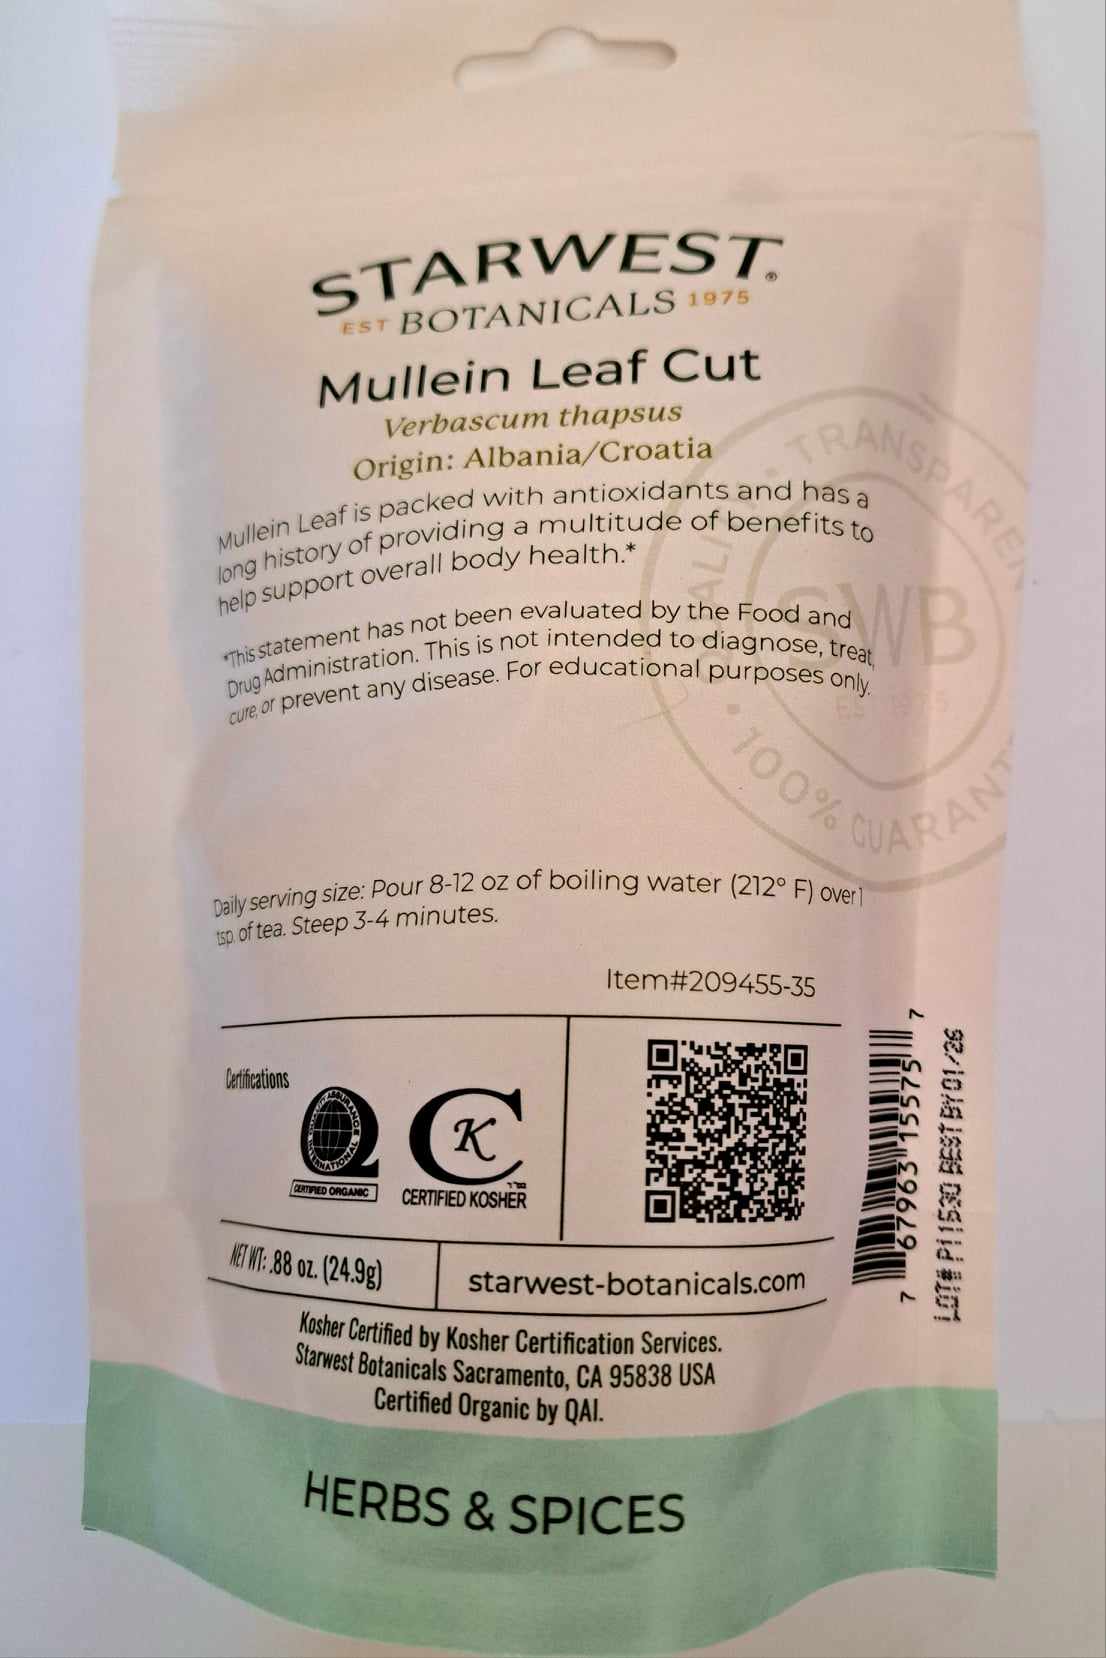 STARWEST®
EST BOTANICALS 1975
Mullein Leaf Cut
Verbascum thapsus
Origin: Albania/Croatia
Mullein Leaf is packed with antioxidants and has a
long history of providing a multitude of benefits to
help support overall body health.*
*This statement has not been evaluated by the Food and
Drug Administration. This is not intended to diagnose, treat,
cure, or prevent any disease. For educational purposes only.
• TRANSPAREN
SWB
1975
• 100% GUARANT
Daily serving size: Pour 8-12 oz of boiling water (212° F) over 1
tsp. of tea. Steep 3-4 minutes.
Item#209455-35
Certifications
QUALITY ASSURANCE
INTERNATIONAL
CERTIFIED ORGANIC
K
CERTIFIED KOSHER
7 67963 15575 7
LOT# P11530 BEST BY 01/26
NET WT: .88 oz. (24.9g)
starwest-botanicals.com
Kosher Certified by Kosher Certification Services.
Starwest Botanicals Sacramento, CA 95838 USA
Certified Organic by QAI.
HERBS & SPICES